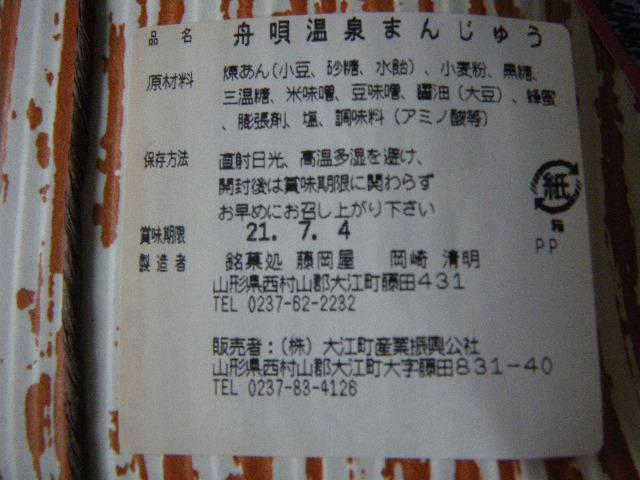 品名 舟唄温泉まんじゅう
原材料 煉あん(小豆、砂糖、水飴)、小麦粉、黒糖、
三温糖、米味噌、豆味噌、醤油(大豆)、蜂蜜
、膨張剤、塩、調味料(アミノ酸等)
保存方法 直射日光、高温多湿を避け、
開封後は賞味期限に関わらず
お早めにお召し上がり下さい
賞味期限 21.7.4
製造者 銘菓処 藤岡屋 岡崎 清明
山形県西村山郡大江町藤田431
TEL 0237-62-2232
販売者:(株)大江町産業振興公社
山形県西村山郡大江町大字藤田831-40
TEL 0237-83-4126
紙
箱
PP